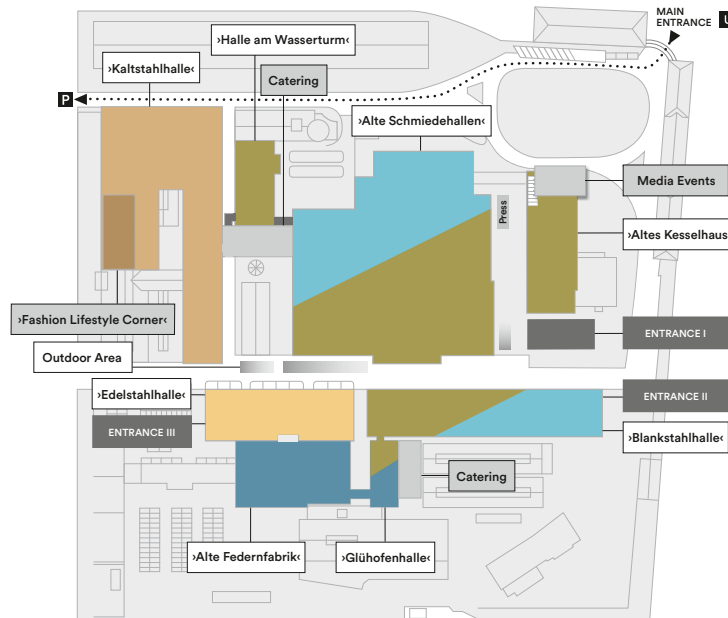 MAIN
ENTRANCE
U
›Halle am Wasserturm‹
›Kaltstahlhalle‹
Catering
P
›Alte Schmiedehallen‹
Media Events
Press
›Altes Kesselhaus
›Fashion Lifestyle Corner‹
ENTRANCE I
Outdoor Area
›Edelstahlhalle‹
ENTRANCE II
ENTRANCE III
›Blankstahlhalle‹
Catering
›Alte Federnfabrik‹
›Glühofenhalle‹